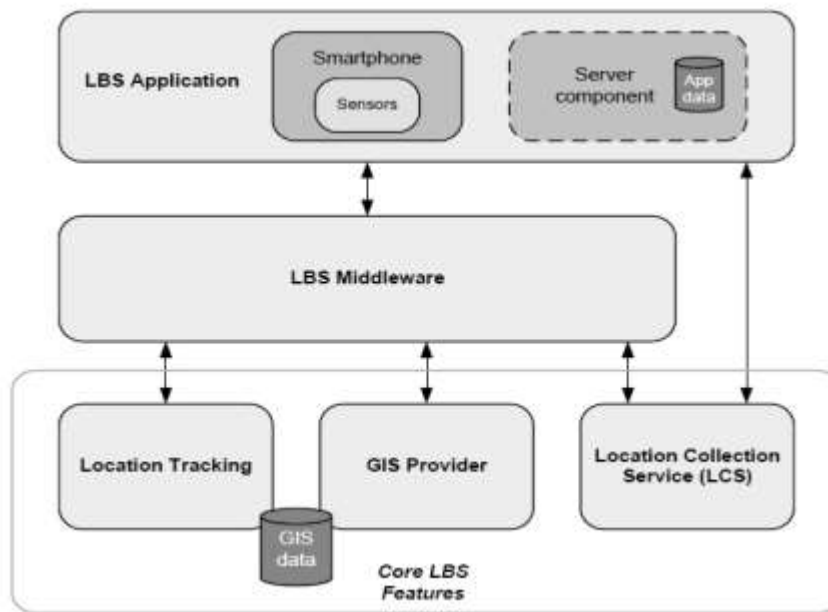 LBS Application
Smartphone
Sensors
Server
component
App
data
LBS Middleware
Location Tracking
GIS Provider
Location Collection
Service (LCS)
GIS
data
Core LBS
Features